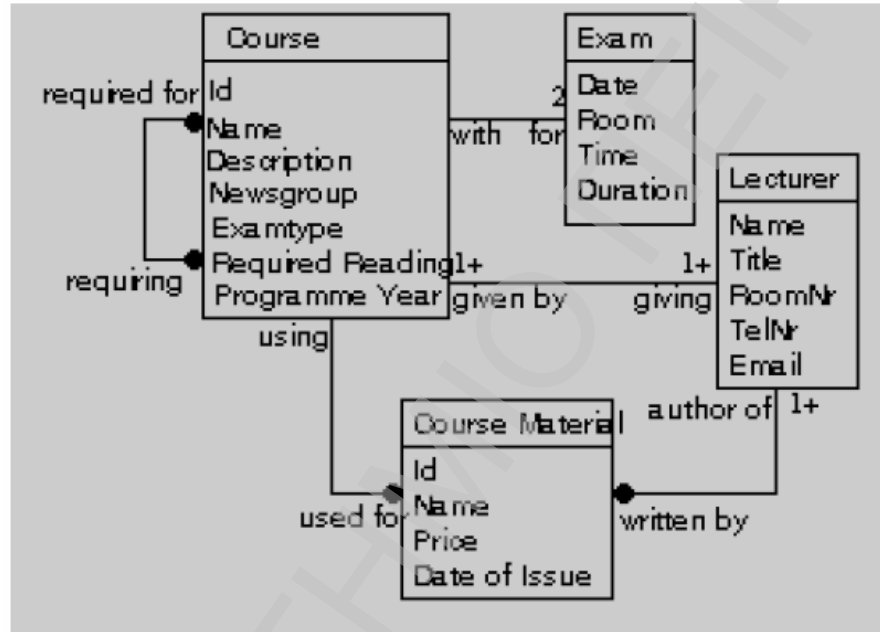 Course
required for
Id
Name
Description
Newsgroup
Examtype
Required Reading
Programme Year
requiring
Exam
Date
Room
Time
Duration
2
with for
Lecturer
Name
Title
RoomNr
TelNr
Email
1+ 1+
given by giving
using
used for
Course Material
Id
Name
Price
Date of Issue
author of 1+
written by